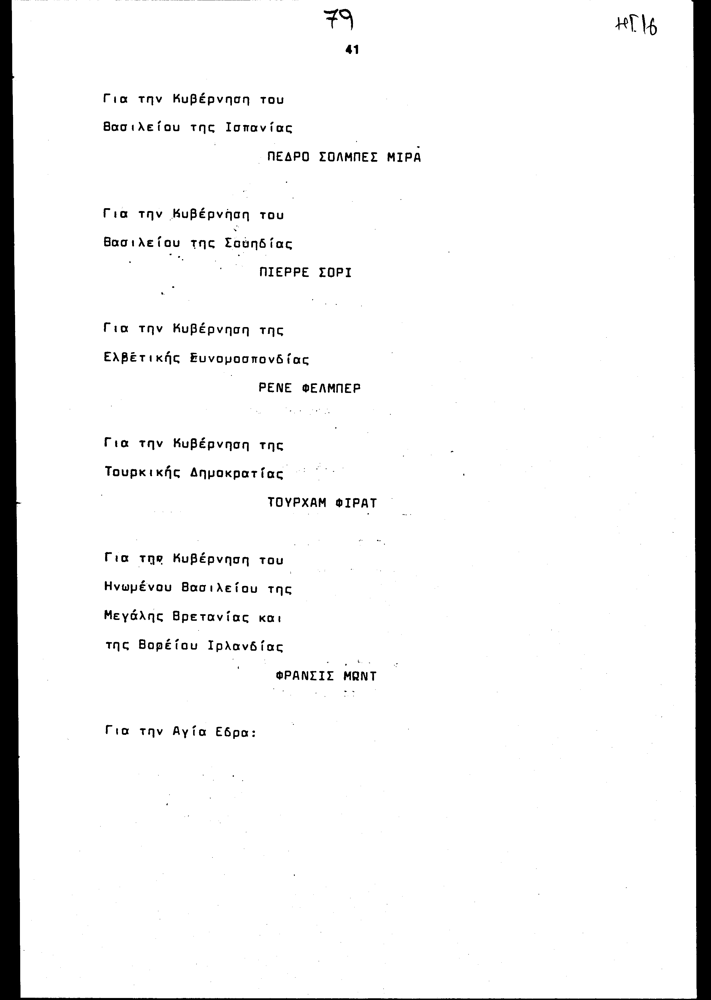 79
41
Για την Κυβέρνηση του
Βασιλείου της Ισπανίας
ΠΕΔΡΟ ΣΟΛΜΠΕΣ ΜΙΡΑ
Για την Κυβέρνηση του
Βασιλείου της Σουηδίας
ΠΙΕΡΡΕ ΣΟΡΙ
Για την Κυβέρνηση της
Ελβετικής Συνομοσπονδίας
ΡΕΝΕ ΦΕΛΜΠΕΡ
Για την Κυβέρνηση της
Τουρκικής Δημοκρατίας
ΤΟΥΡΧΑΜ ΦΙΡΑΤ
Για την Κυβέρνηση του
Ηνωμένου Βασιλείου της
Μεγάλης Βρετανίας και
της Βορείου Ιρλανδίας
ΦΡΑΝΣΙΣ ΜΩΝΤ
Για την Αγία Εδρα: